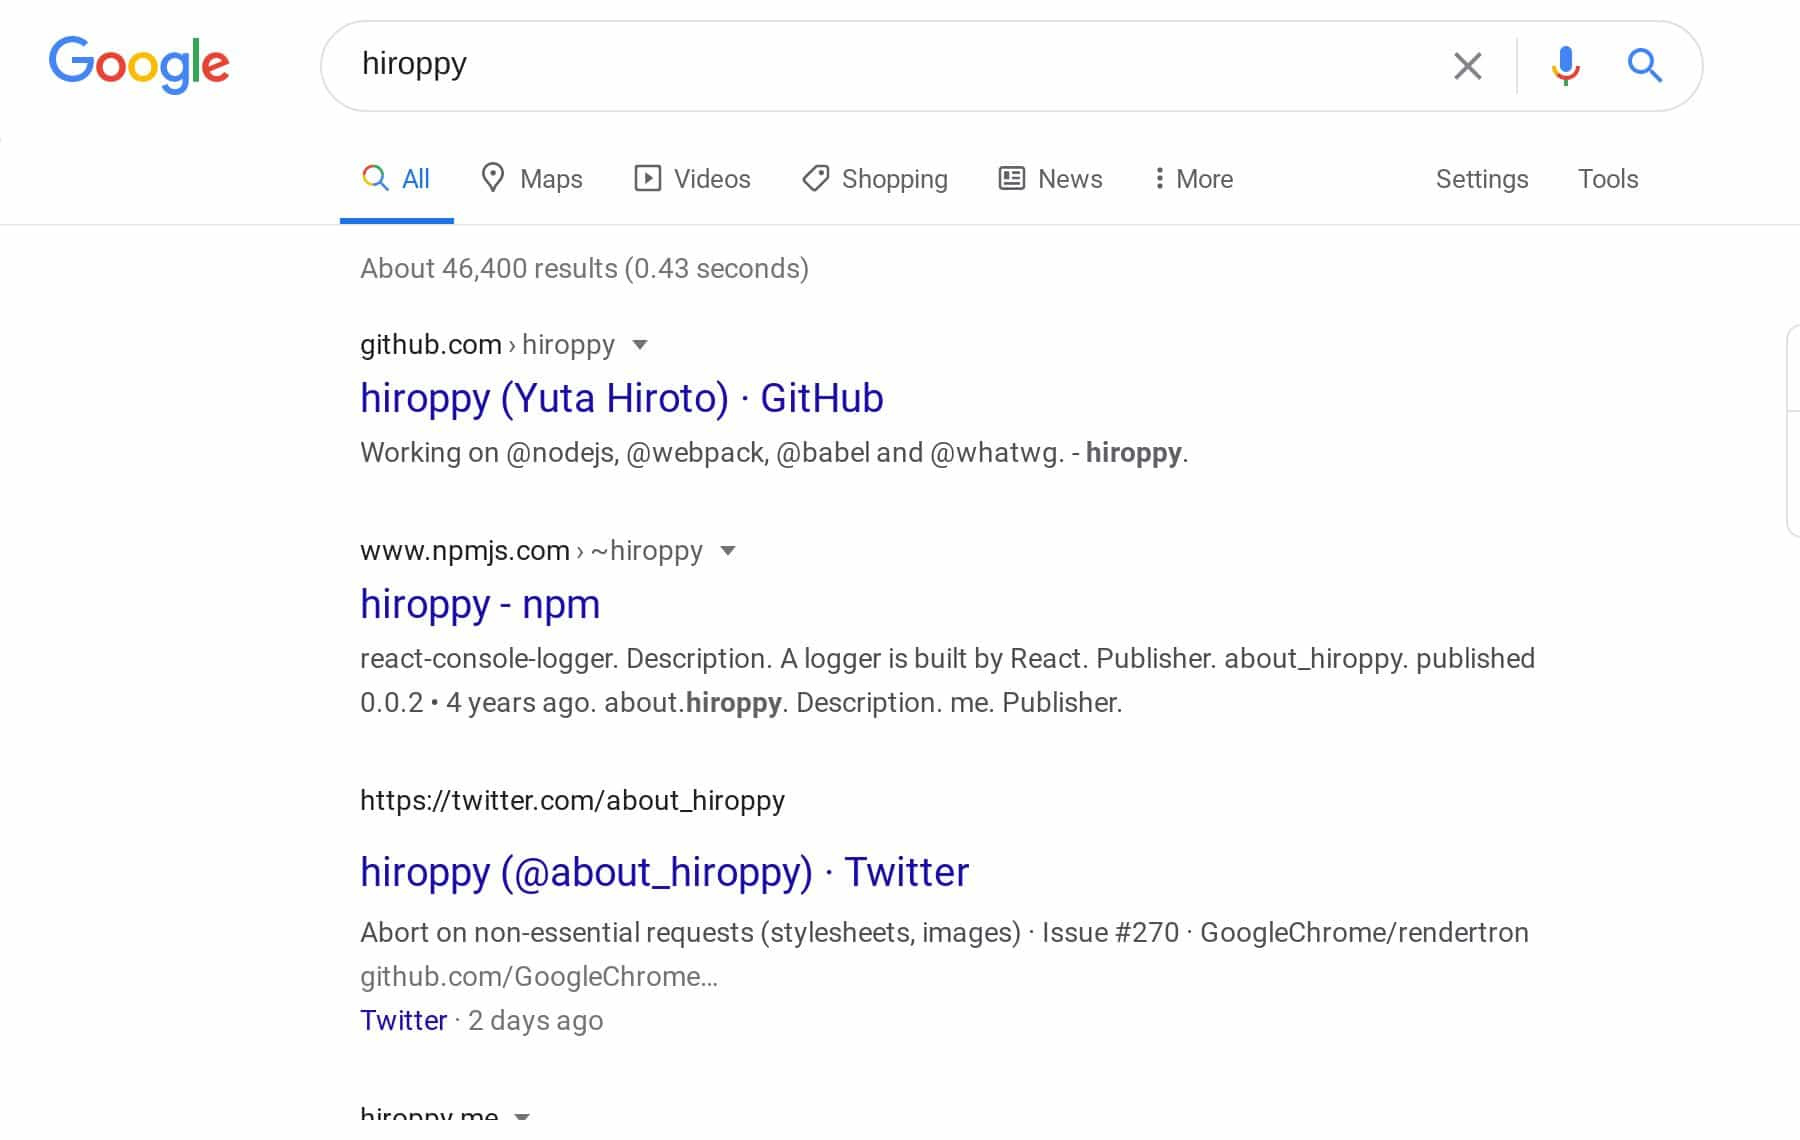 Google
hiroppy
All Maps Videos Shopping News More Settings Tools
About 46,400 results (0.43 seconds)
github.com › hiroppy
hiroppy (Yuta Hiroto) · GitHub
Working on @nodejs, @webpack, @babel and @whatwg. - hiroppy.
www.npmjs.com › ~hiroppy
hiroppy - npm
react-console-logger. Description. A logger is built by React. Publisher. about_hiroppy. published
0.0.2 • 4 years ago. about.hiroppy. Description. me. Publisher.
https://twitter.com/about_hiroppy
hiroppy (@about_hiroppy) · Twitter
Abort on non-essential requests (stylesheets, images) · Issue #270 · GoogleChrome/rendertron
github.com/GoogleChrome…
Twitter · 2 days ago
hiroppy.me